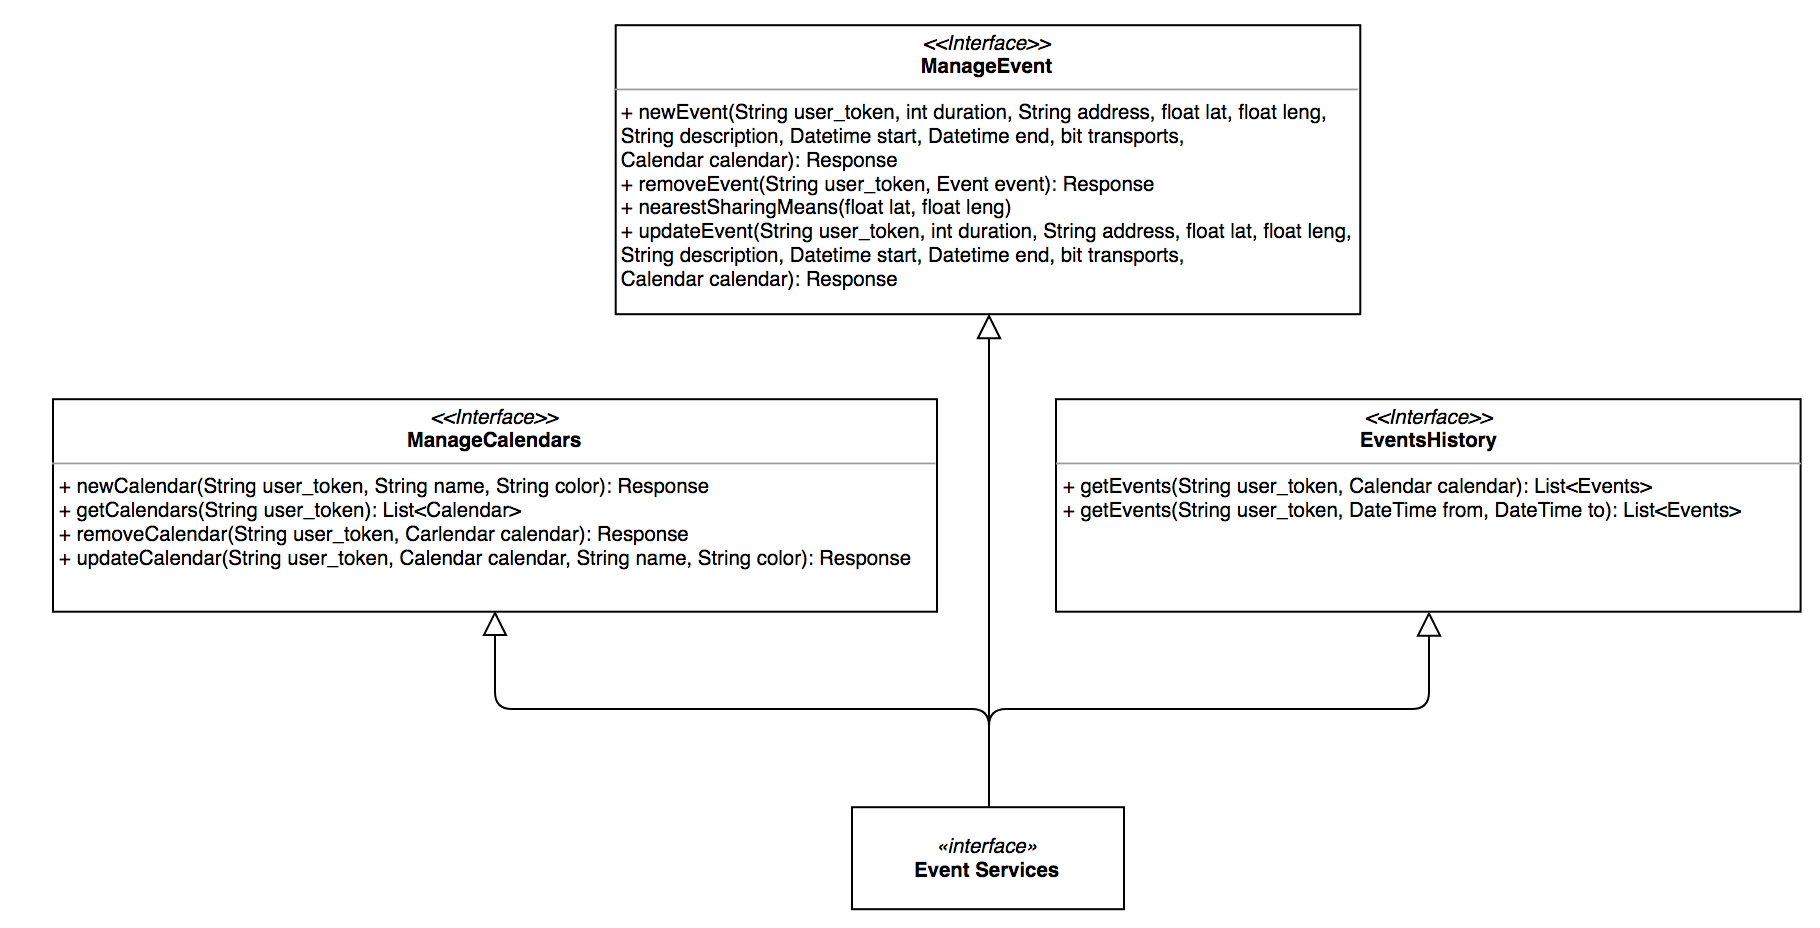 <<Interface>>
ManageEvent
+ newEvent(String user_token, int duration, String address, float lat, float leng,
String description, Datetime start, Datetime end, bit transports,
Calendar calendar): Response
+ removeEvent(String user_token, Event event): Response
+ nearestSharingMeans(float lat, float leng)
+ updateEvent(String user_token, int duration, String address, float lat, float leng,
String description, Datetime start, Datetime end, bit transports,
Calendar calendar): Response
<<Interface>>
ManageCalendars
+ newCalendar(String user_token, String name, String color): Response
+ getCalendars(String user_token): List<Calendar>
+ removeCalendar(String user_token, Carlendar calendar): Response
+ updateCalendar(String user_token, Calendar calendar, String name, String color): Response
<<Interface>>
EventsHistory
+ getEvents(String user_token, Calendar calendar): List<Events>
+ getEvents(String user_token, DateTime from, DateTime to): List<Events>
«interface»
Event Services